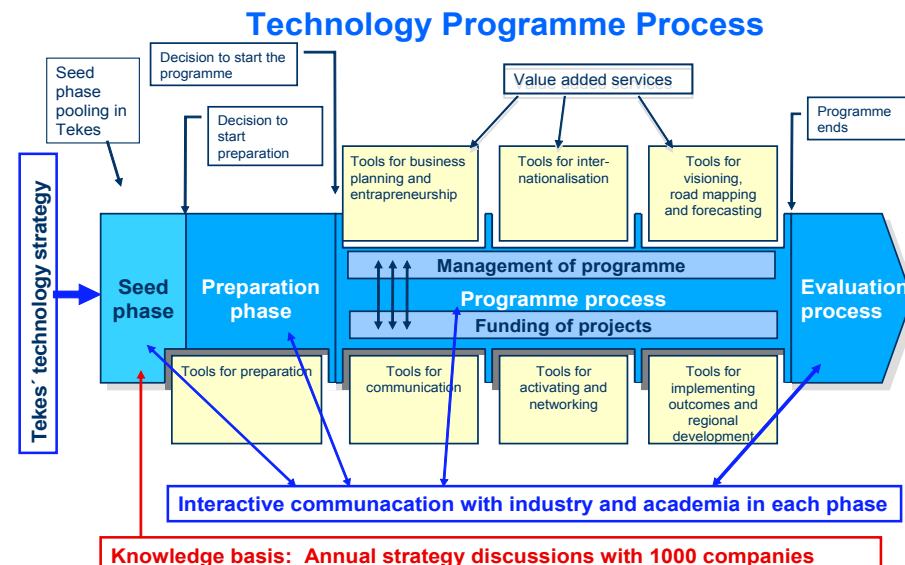 Technology Programme Process
Seed
phase
pooling in
Tekes
Decision to start the
programme
Decision to
start
preparation
Value added services
Programme
ends
Tools for business
planning and
entrapreneurship
Tools for inter-
nationalisation
Tools for
visioning,
road mapping
and forecasting
Tekes´ technology strategy
Seed
phase
Preparation
phase
Management of programme
Programme process
Funding of projects
Evaluation
process
Tools for preparation
Tools for
communication
Tools for
activating and
networking
Tools for
implementing
outcomes and
regional
development
Interactive communacation with industry and academia in each phase
Knowledge basis: Annual strategy discussions with 1000 companies